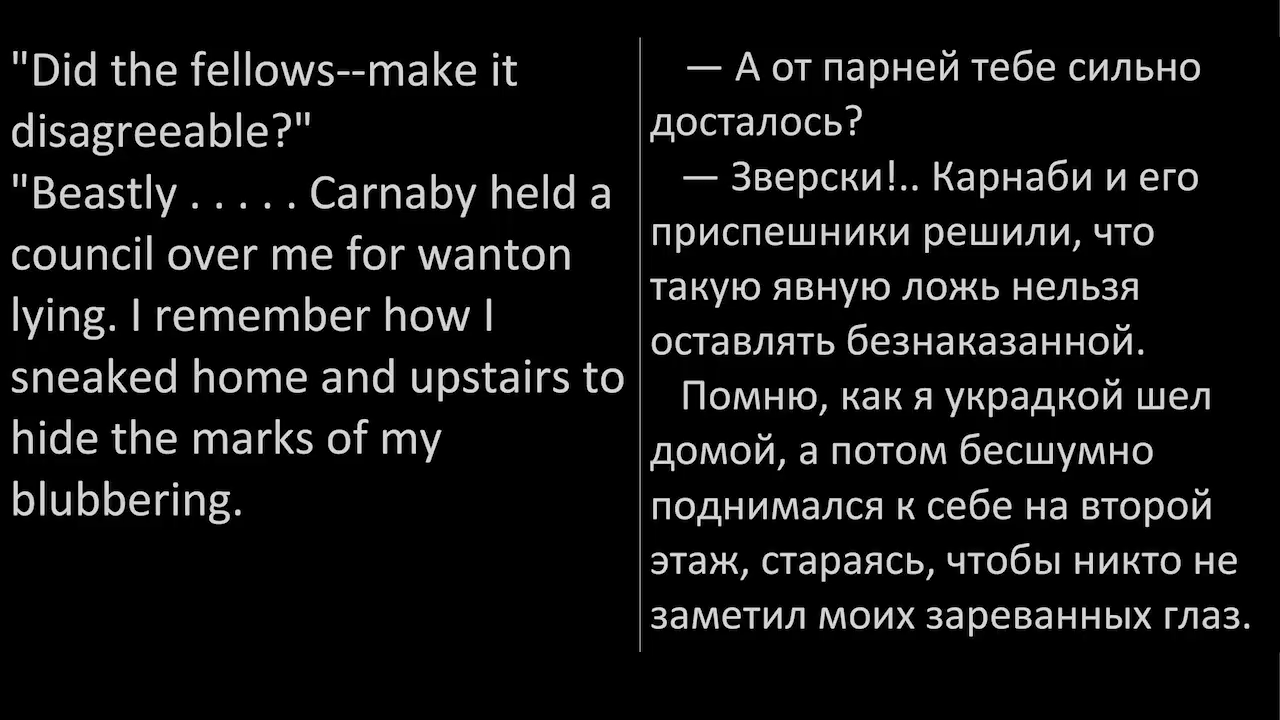 "Did the fellows--make it
disagreeable?"
"Beastly . . . . . Carnaby held a
council over me for wanton
lying. I remember how I
sneaked home and upstairs to
hide the marks of my
blubbering.
— А от парней тебе сильно
досталось?
— Зверски!.. Карнаби и его
приспешники решили, что
такую явную ложь нельзя
оставлять безнаказанной.
Помню, как я украдкой шел
домой, а потом бесшумно
поднимался к себе на второй
этаж, стараясь, чтобы никто не
заметил моих зареванных глаз.